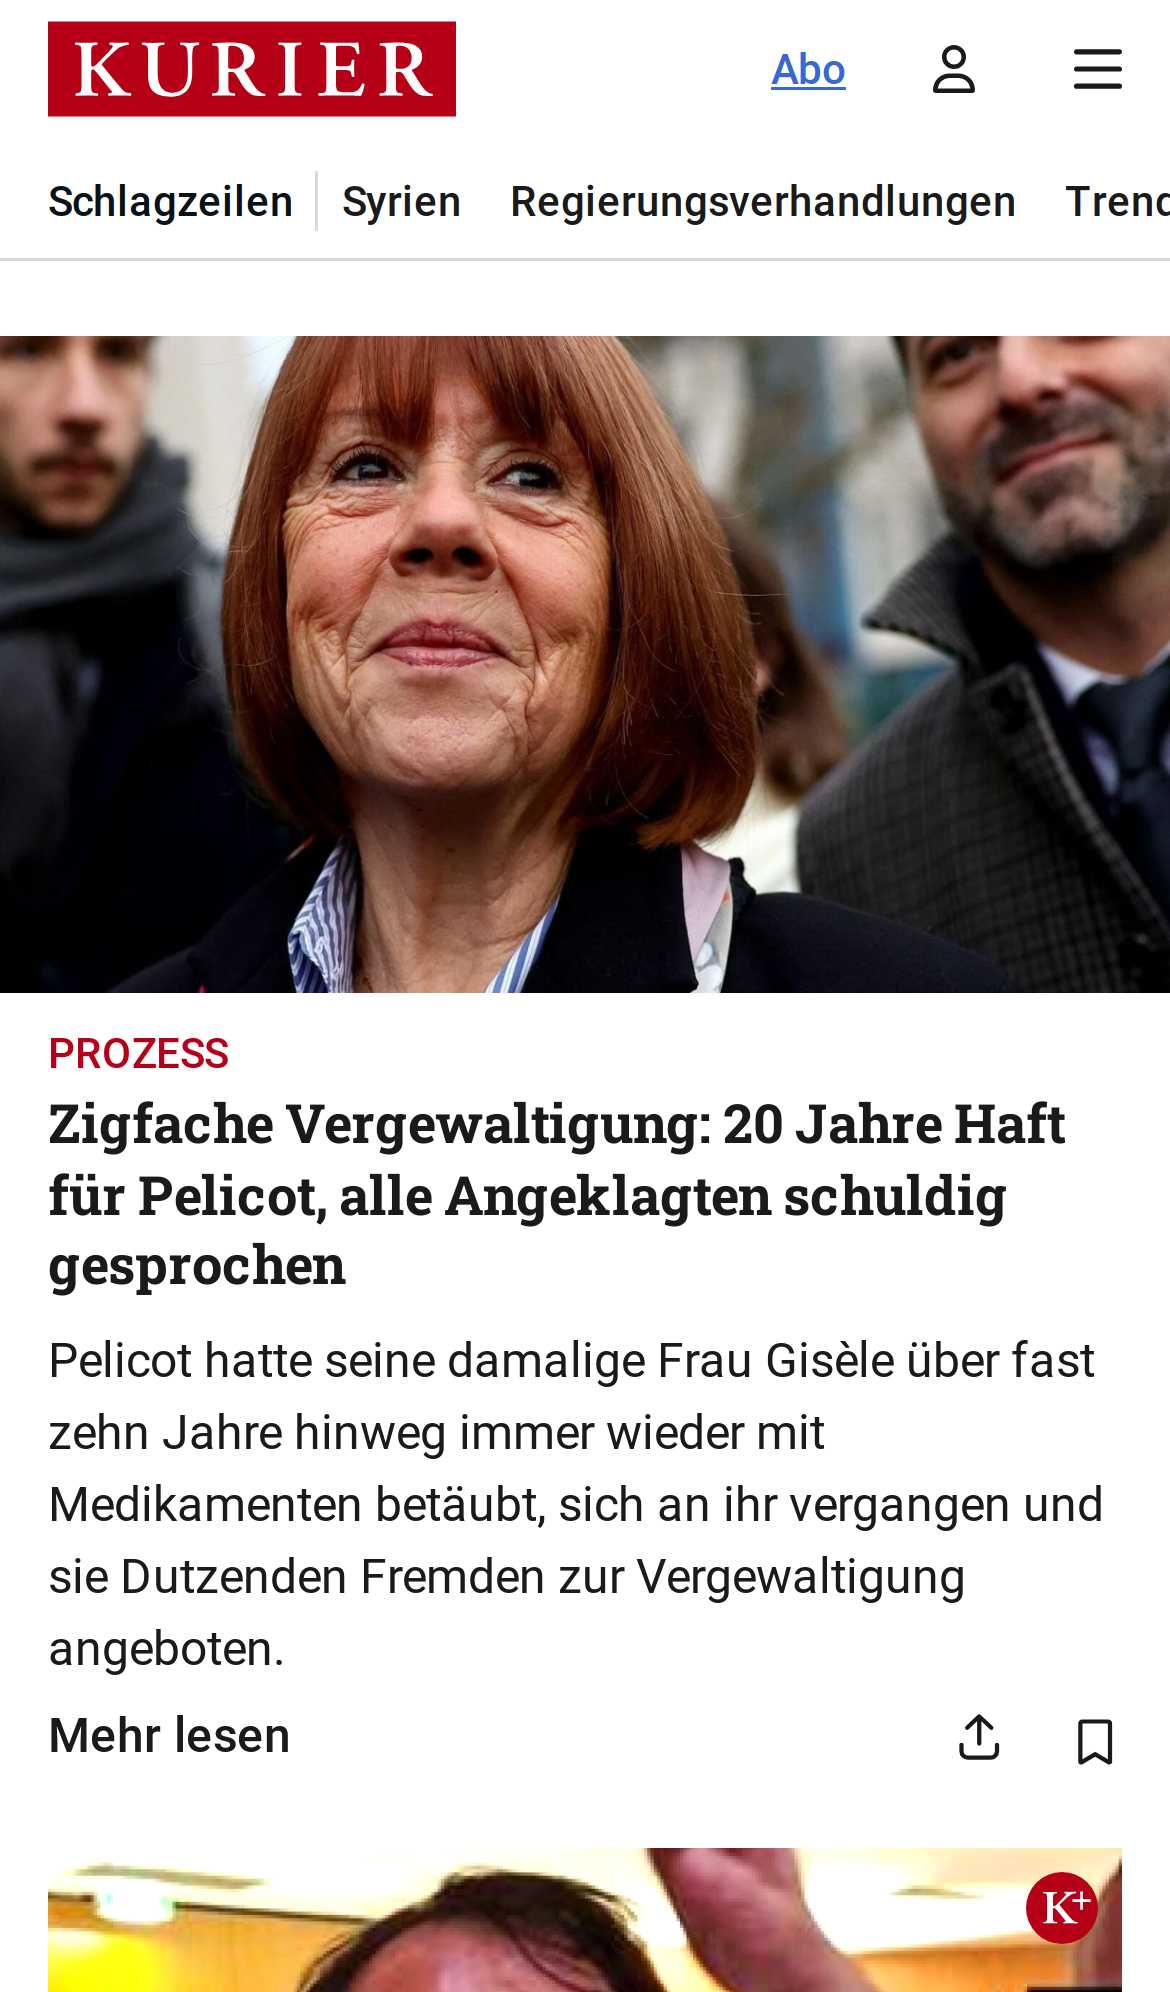 KURIER
Abo
Schlagzeilen
Syrien
Regierungsverhandlungen
Trend
PROZESS
Zigfache Vergewaltigung: 20 Jahre Haft
für Pelicot, alle Angeklagten schuldig
gesprochen
Pelicot hatte seine damalige Frau Gisèle über fast
zehn Jahre hinweg immer wieder mit
Medikamenten betäubt, sich an ihr vergangen und
sie Dutzenden Fremden zur Vergewaltigung
angeboten.
Mehr lesen
K+